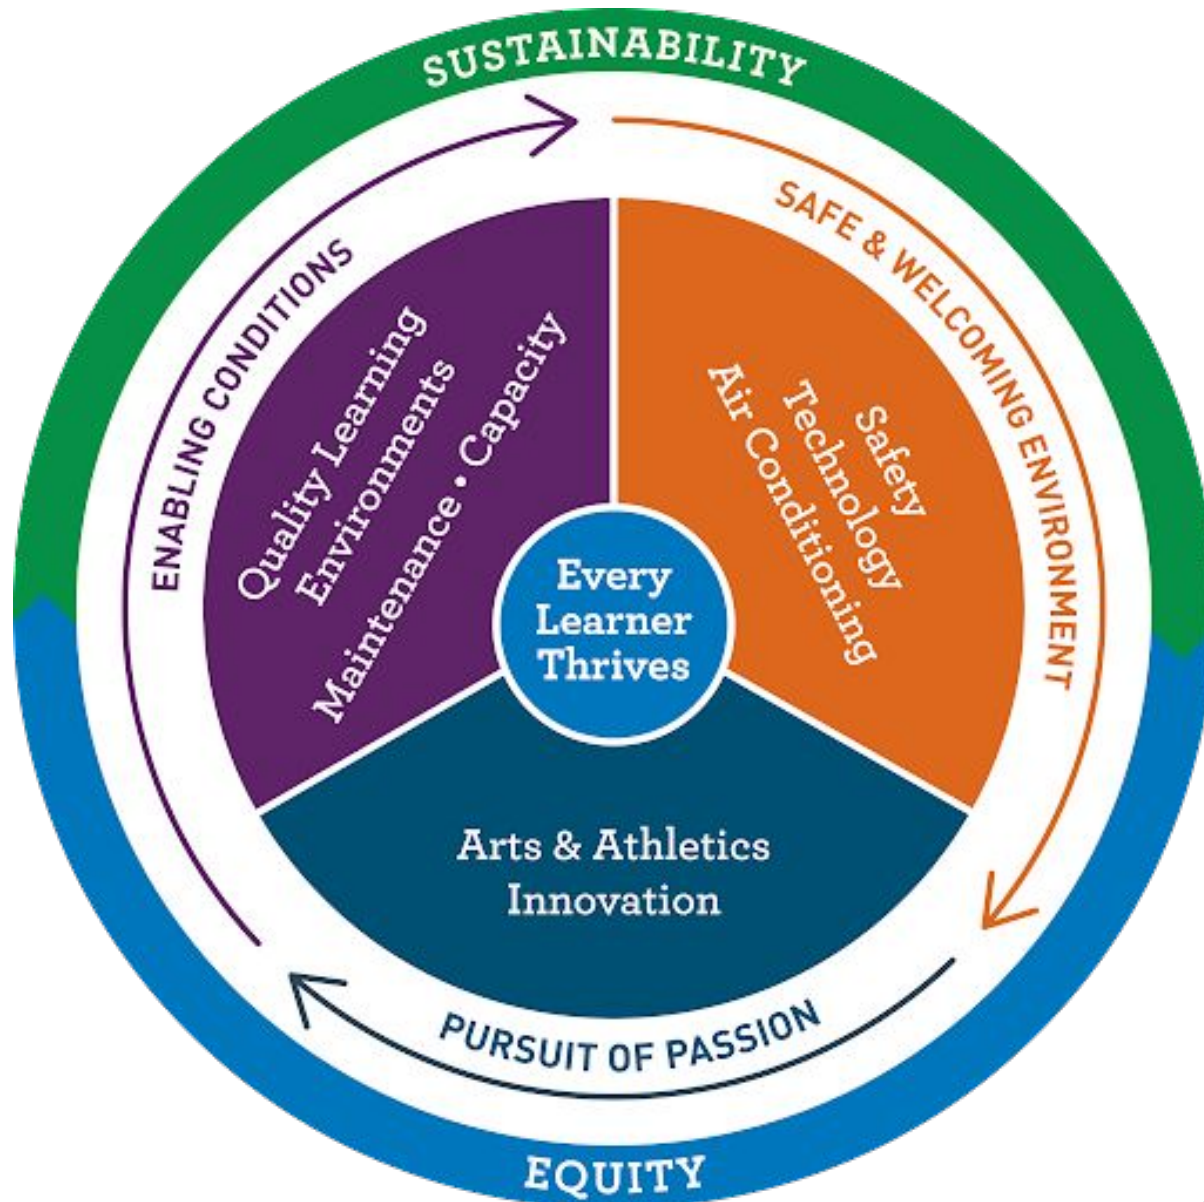 SUSTAINABILITY
SAFE & WELCOMING ENVIRONMENT
ENABLING CONDITIONS
Quality Learning
Environments
Maintenance • Capacity
Safety
Technology
Air Conditioning
Every
Learner
Thrives
Arts & Athletics
Innovation
PURSUIT OF PASSION
EQUITY